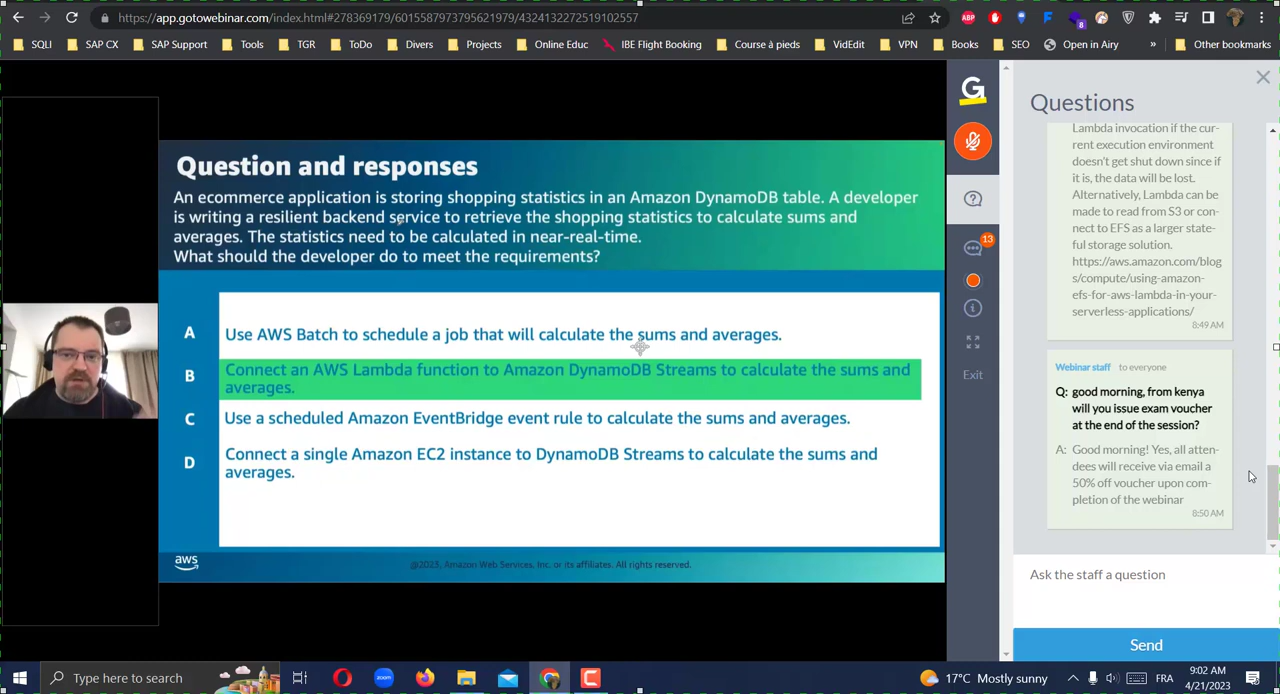 https://app.gotowebinar.com/index.html#278369179/6015587973795621979/4324132272519102557
ABP
F
8
SQLI
SAP CX
SAP Support
Tools
TGR
ToDo
Divers
Projects
Online Educ
IBE Flight Booking
Course à pieds
VidEdit
VPN
Books
SEO
Open in Airy
»
Other bookmarks
Question and responses
An ecommerce application is storing shopping statistics in an Amazon DynamoDB table. A developer
is writing a resilient backend service to retrieve the shopping statistics to calculate sums and
averages. The statistics need to be calculated in near-real-time.
What should the developer do to meet the requirements?
A
Use AWS Batch to schedule a job that will calculate the sums and averages.
B
Connect an AWS Lambda function to Amazon DynamoDB Streams to calculate the sums and
averages.
C
Use a scheduled Amazon EventBridge event rule to calculate the sums and averages.
D
Connect a single Amazon EC2 instance to DynamoDB Streams to calculate the sums and
averages.
aws
@2023, Amazon Web Services, Inc. or its affiliates. All rights reserved.
G
13
Exit
Questions
Lambda invocation if the cur-
rent execution environment
doesn't get shut down since if
it is, the data will be lost.
Alternatively, Lambda can be
made to read from S3 or con-
nect to EFS as a larger state-
ful storage solution.
https://aws.amazon.com/blog
s/compute/using-amazon-
efs-for-aws-lambda-in-your-
serverless-applications/
8:49 AM
Webinar staff to everyone
Q: good morning, from kenya
will you issue exam voucher
at the end of the session?
A: Good morning! Yes, all atten-
dees will receive via email a
50% off voucher upon com-
pletion of the webinar
8:50 AM
Ask the staff a question
Send
Type here to search
zoom
17°C Mostly sunny
FRA
9:02 AM
4/21/2023